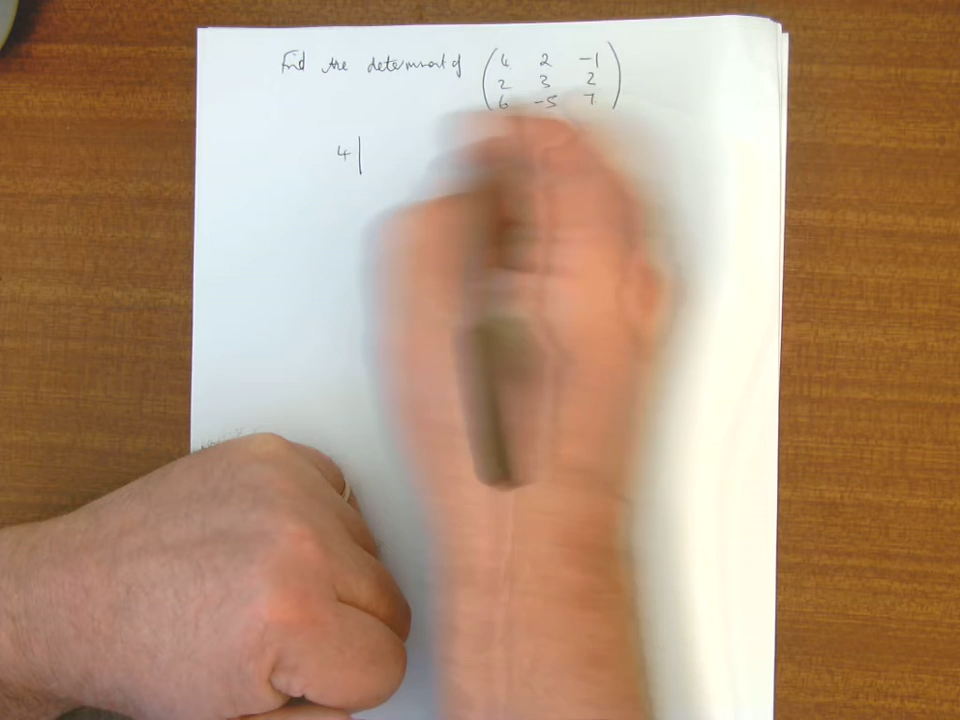 Find the determinant of ( 4 2 -1 )
( 2 3 2 )
( 6 -5 7 )
4|